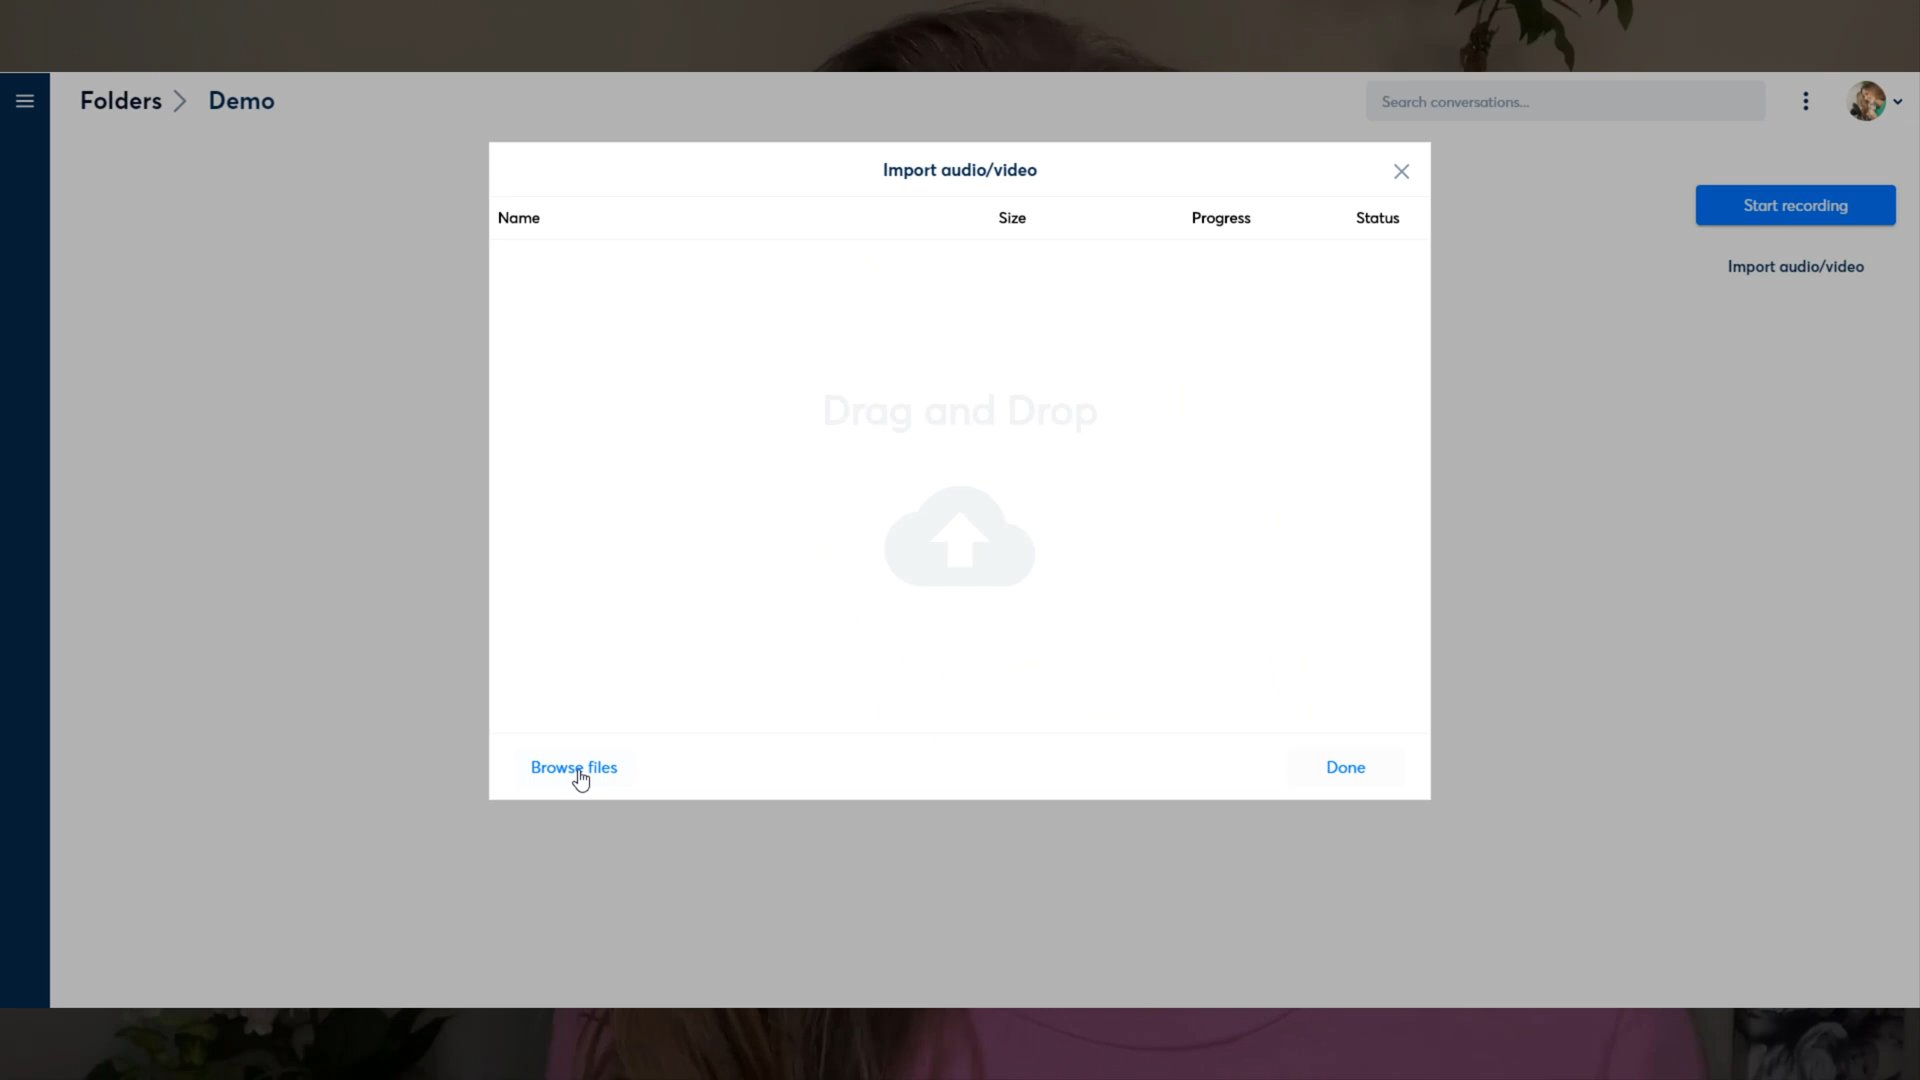 Folders > Demo
Search conversations...
Import audio/video
Name Size Progress Status
Start recording
Import audio/video
Drag and Drop
Browse files
Done